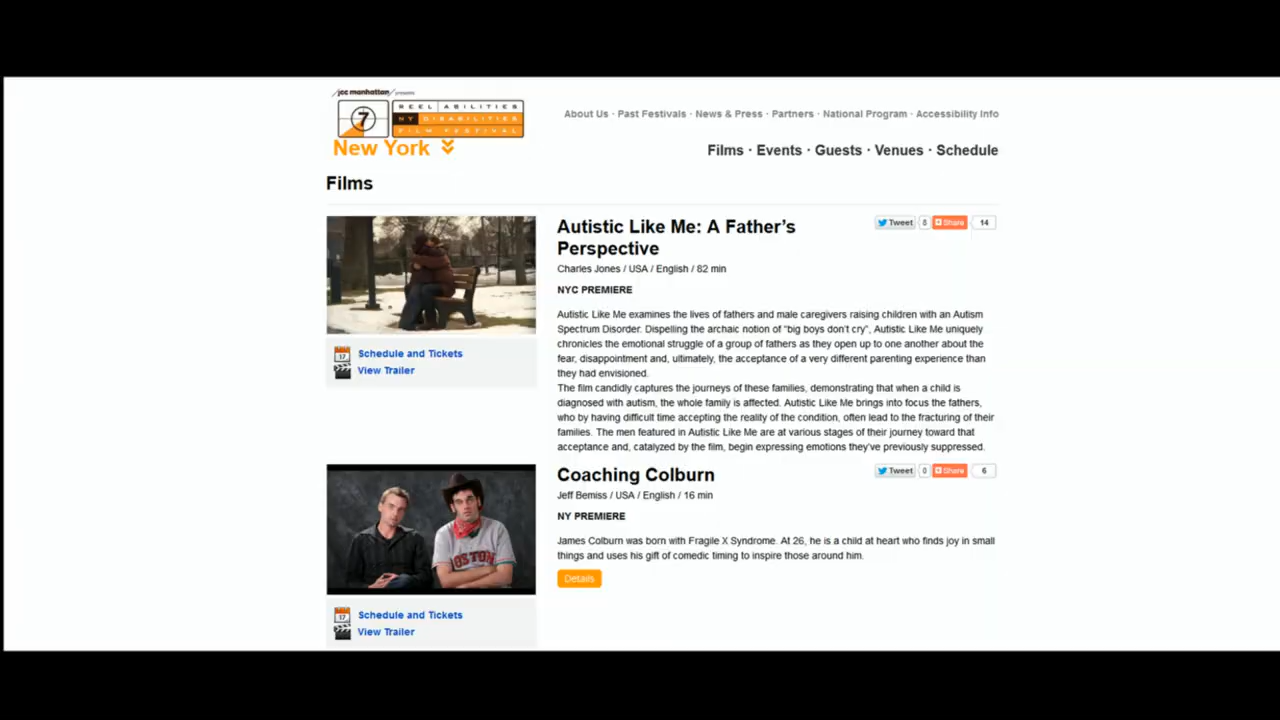 jcc manhattan presents
7
REEL ABILITIES
NY DISABILITIES
FILM FESTIVAL
New York
About Us · Past Festivals · News & Press · Partners · National Program · Accessibility Info
Films · Events · Guests · Venues · Schedule
Films
Autistic Like Me: A Father’s
Perspective
Tweet 8 Share 14
Charles Jones / USA / English / 82 min
NYC PREMIERE
Autistic Like Me examines the lives of fathers and male caregivers raising children with an Autism
Spectrum Disorder. Dispelling the archaic notion of “big boys don’t cry”, Autistic Like Me uniquely
chronicles the emotional struggle of a group of fathers as they open up to one another about the
fear, disappointment and, ultimately, the acceptance of a very different parenting experience than
they had envisioned.
The film candidly captures the journeys of these families, demonstrating that when a child is
diagnosed with autism, the whole family is affected. Autistic Like Me brings into focus the fathers,
who by having difficult time accepting the reality of the condition, often lead to the fracturing of their
families. The men featured in Autistic Like Me are at various stages of their journey toward that
acceptance and, catalyzed by the film, begin expressing emotions they’ve previously suppressed.
17 Schedule and Tickets
View Trailer
Coaching Colburn
Tweet 0 Share 6
Jeff Bemiss / USA / English / 16 min
NY PREMIERE
James Colburn was born with Fragile X Syndrome. At 26, he is a child at heart who finds joy in small
things and uses his gift of comedic timing to inspire those around him.
Details
BOSTON
17 Schedule and Tickets
View Trailer